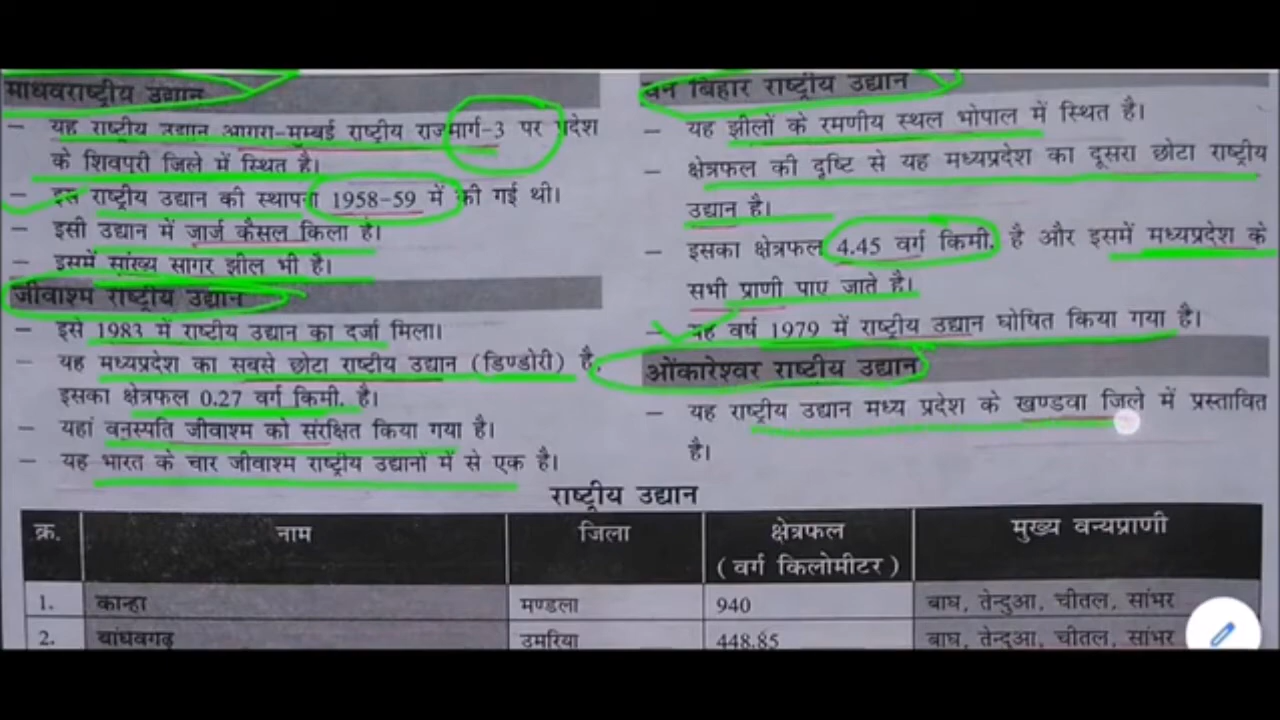 माधवराष्ट्रीय उद्यान
– यह राष्ट्रीय उद्यान आगरा-मुम्बई राष्ट्रीय राजमार्ग-3 पर प्रदेश
के शिवपुरी जिले में स्थित है।
– इस राष्ट्रीय उद्यान की स्थापना 1958-59 में की गई थी।
– इसी उद्यान में जार्ज कैसल किला है।
– इसमें सांख्य सागर झील भी है।
जीवाश्म राष्ट्रीय उद्यान
– इसे 1983 में राष्टीय उद्यान का दर्जा मिला।
– यह मध्यप्रदेश का सबसे छोटा राष्ट्रीय उद्यान (डिण्डोरी) है
इसका क्षेत्रफल 0.27 वर्ग किमी. है।
– यहां वनस्पति जीवाश्म को संरक्षित किया गया है।
– यह भारत के चार जीवाश्म राष्ट्रीय उद्यानों में से एक है।
वन बिहार राष्ट्रीय उद्यान
– यह झीलों के रमणीय स्थल भोपाल में स्थित है।
– क्षेत्रफल की दृष्टि से यह मध्यप्रदेश का दूसरा छोटा राष्ट्रीय
उद्यान है।
– इसका क्षेत्रफल 4.45 वर्ग किमी. है और इसमें मध्यप्रदेश के
सभी प्राणी पाए जाते है।
– यह वर्ष 1979 में राष्ट्रीय उद्यान घोषित किया गया है।
ओंकारेश्वर राष्ट्रीय उद्यान
– यह राष्ट्रीय उद्यान मध्य प्रदेश के खण्डवा जिले में प्रस्तावित
है।
राष्ट्रीय उद्यान
क्र. नाम जिला क्षेत्रफल (वर्ग किलोमीटर) मुख्य वन्यप्राणी
1. कान्हा मण्डला 940 बाघ, तेन्दुआ, चीतल, सांभर
2. बांधवगढ़ उमरिया 448.85 बाघ, तेन्दुआ, चीतल, सांभर